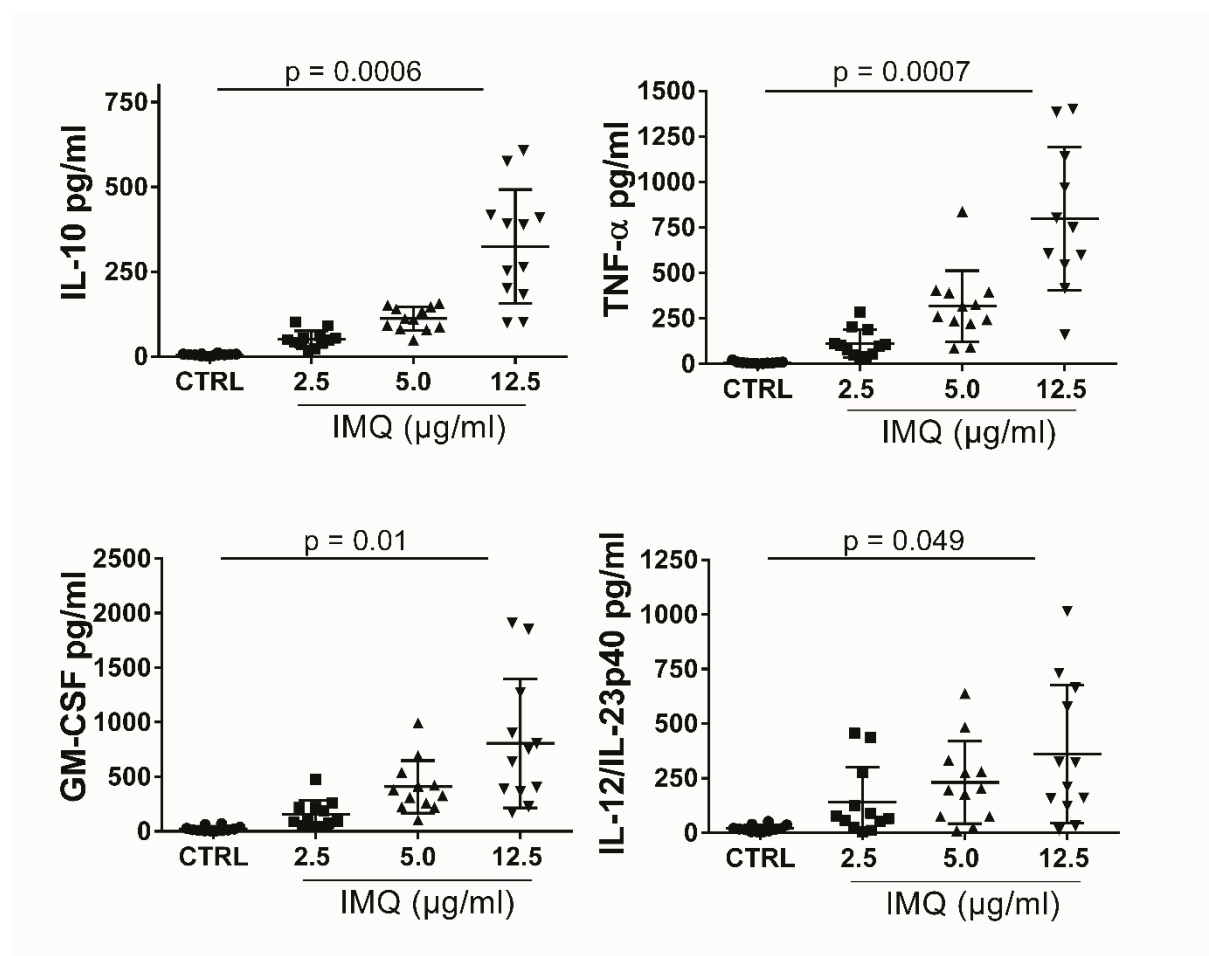 p = 0.0006
IL-10 pg/ml
750
500
250
0
CTRL 2.5 5.0 12.5
IMQ (µg/ml)
p = 0.0007
TNF-α pg/ml
1500
1250
1000
750
500
250
0
CTRL 2.5 5.0 12.5
IMQ (µg/ml)
p = 0.01
GM-CSF pg/ml
2500
2000
1500
1000
500
0
CTRL 2.5 5.0 12.5
IMQ (µg/ml)
p = 0.049
IL-12/IL-23p40 pg/ml
1250
1000
750
500
250
0
CTRL 2.5 5.0 12.5
IMQ (µg/ml)